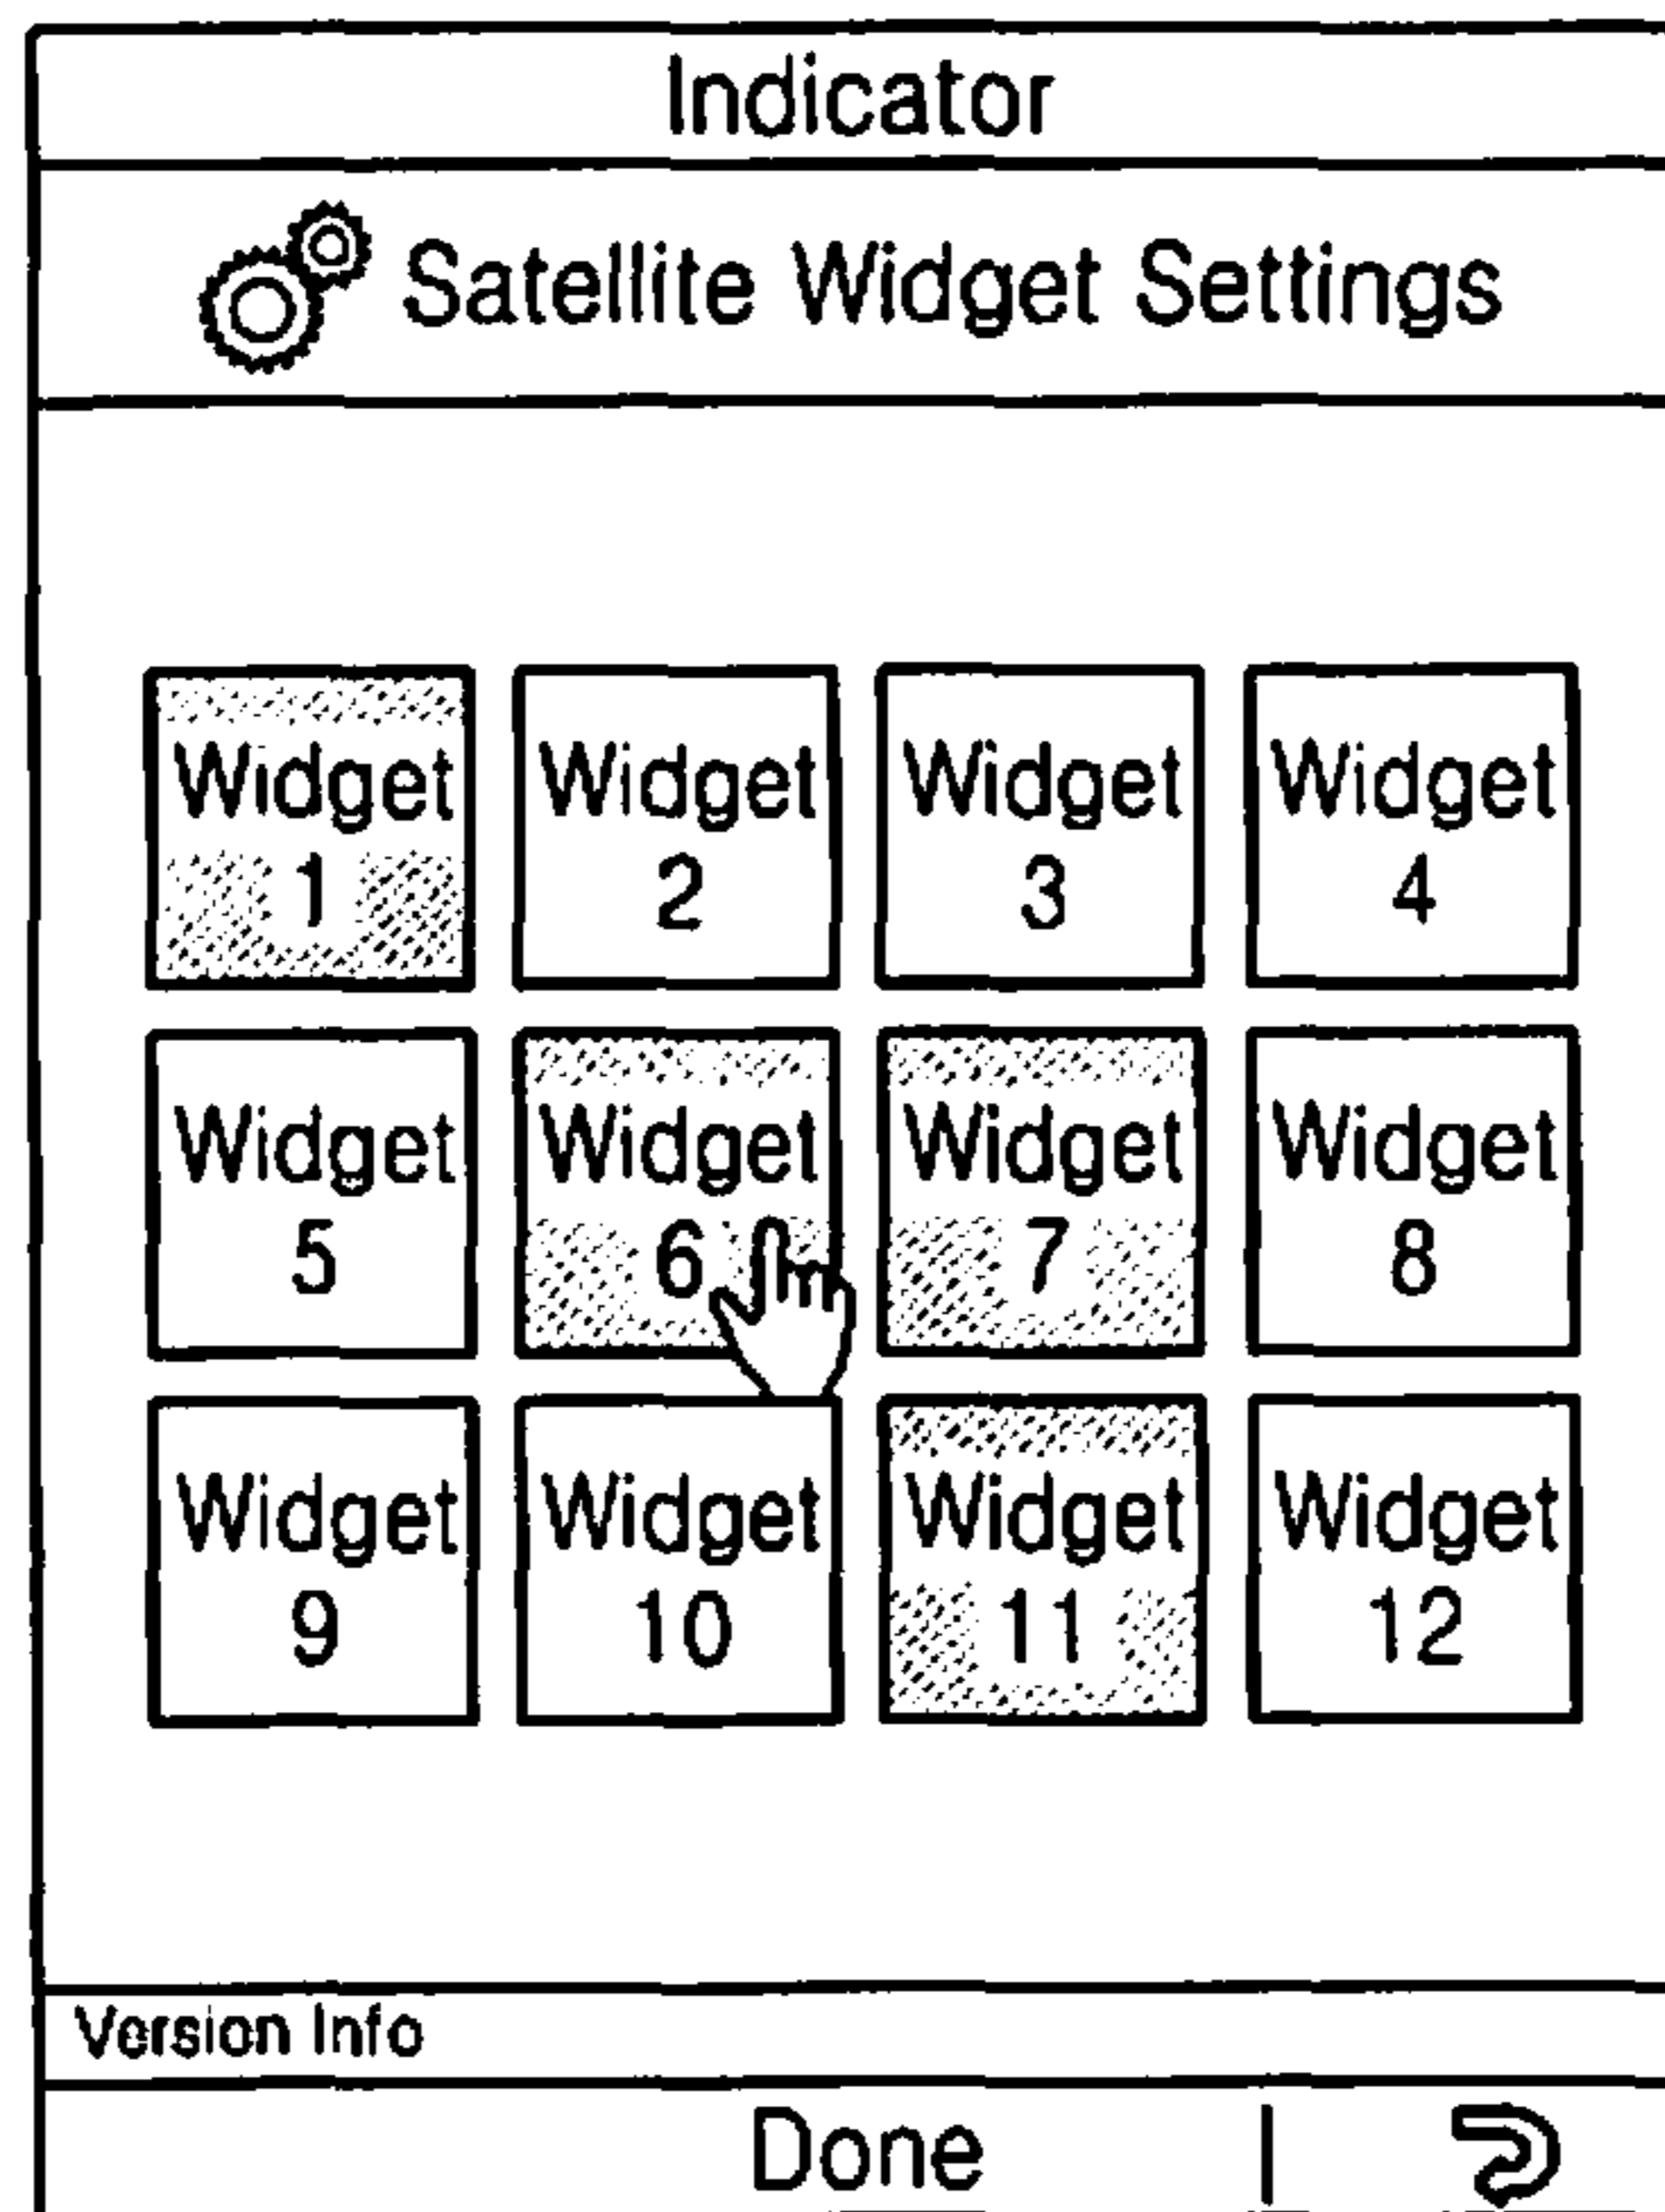 Indicator
Satellite Widget Settings
Widget Widget Widget Widget
1 2 3 4
Widget Widget Widget Widget
5 6 7 8
Widget Widget Widget Widget
9 10 11 12
Version Info
Done |